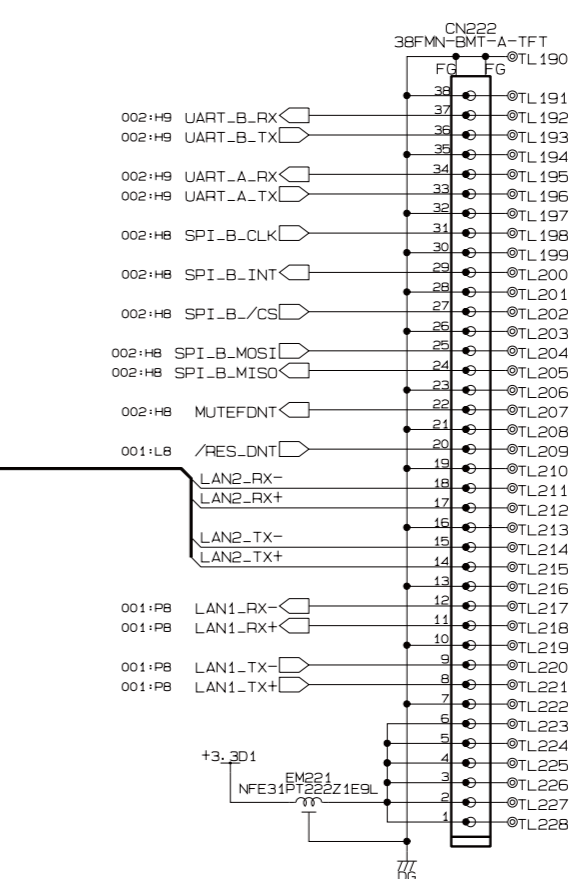 CN222
38FMN-BMT-A-TFT
TL190
FG FG
38 TL191
002:H9 UART_B_RX 37 TL192
002:H9 UART_B_TX 36 TL193
35 TL194
002:H9 UART_A_RX 34 TL195
002:H9 UART_A_TX 33 TL196
32 TL197
002:H8 SPI_B_CLK 31 TL198
30 TL199
002:H8 SPI_B_INT 29 TL200
28 TL201
002:H8 SPI_B_/CS 27 TL202
26 TL203
002:H8 SPI_B_MOSI 25 TL204
002:H8 SPI_B_MISO 24 TL205
23 TL206
002:H8 MUTEFDNT 22 TL207
21 TL208
001:L8 /RES_DNT 20 TL209
19 TL210
LAN2_RX- 18 TL211
LAN2_RX+ 17 TL212
16 TL213
LAN2_TX- 15 TL214
LAN2_TX+ 14 TL215
13 TL216
001:P8 LAN1_RX- 12 TL217
001:P8 LAN1_RX+ 11 TL218
10 TL219
001:P8 LAN1_TX- 9 TL220
001:P8 LAN1_TX+ 8 TL221
7 TL222
6 TL223
5 TL224
+3.3D1 4 TL225
EM221 3 TL226
NFE31PT222Z1E9L 2 TL227
1 TL228
DG